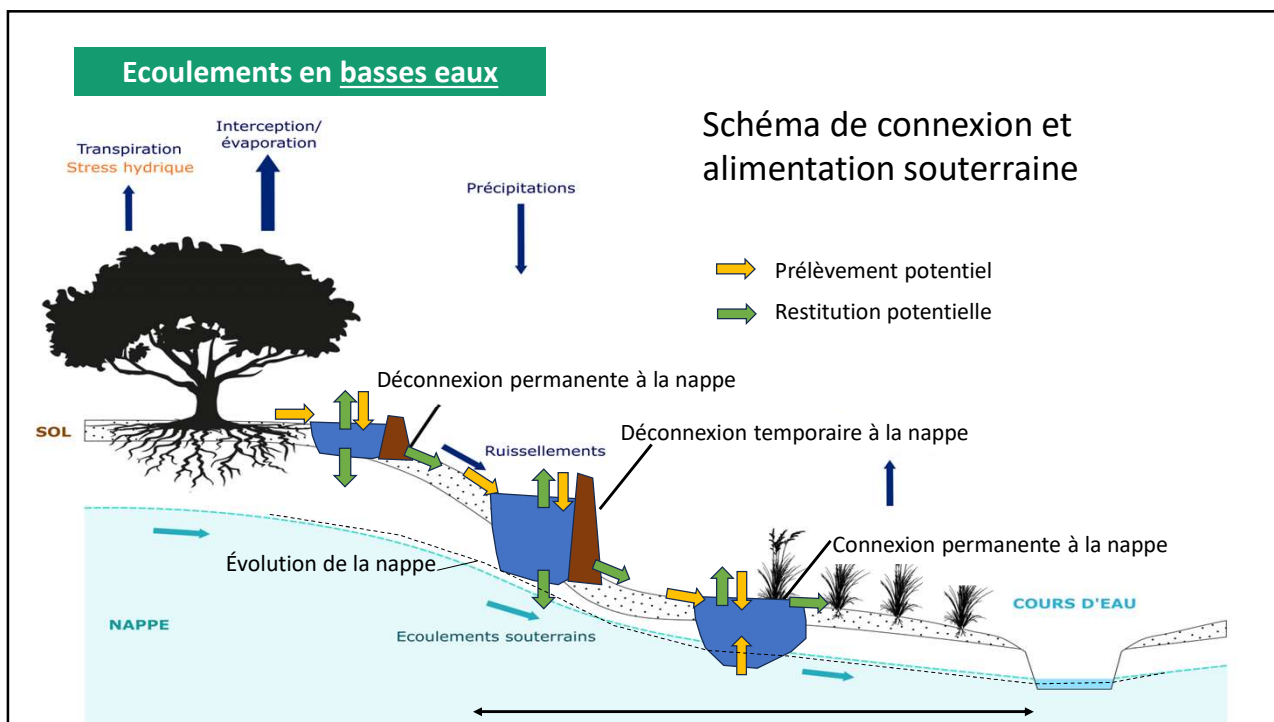 Ecoulements en basses eaux
Schéma de connexion et
alimentation souterraine
Interception/
évaporation
Transpiration
Stress hydrique
Précipitations
Prélèvement potentiel
Restitution potentielle
Déconnexion permanente à la nappe
SOL
Déconnexion temporaire à la nappe
Ruissellements
Connexion permanente à la nappe
Évolution de la nappe
COURS D'EAU
NAPPE
Ecoulements souterrains